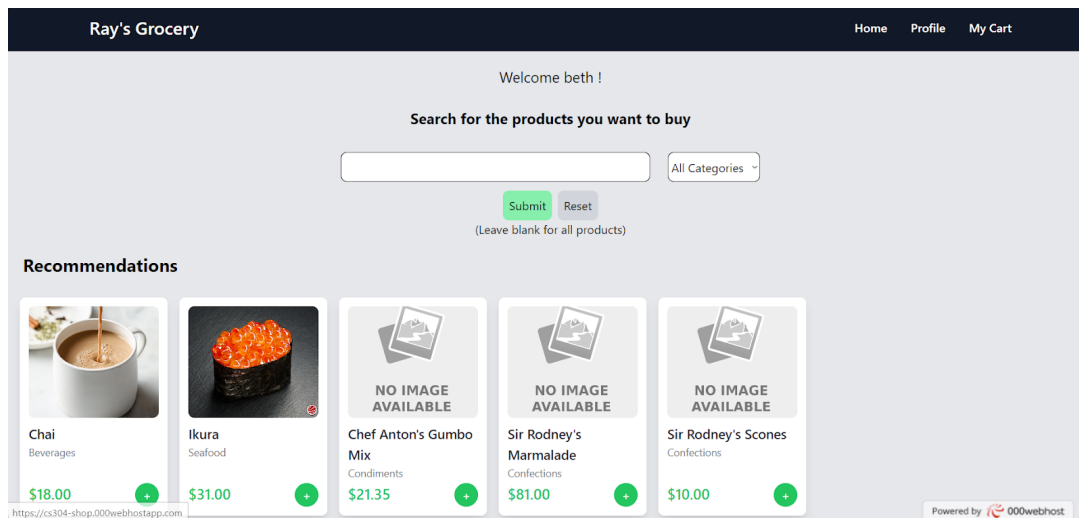 Ray's Grocery
Home Profile My Cart
Welcome beth !
Search for the products you want to buy
All Categories
Submit Reset
(Leave blank for all products)
Recommendations
NO IMAGE
AVAILABLE
NO IMAGE
AVAILABLE
NO IMAGE
AVAILABLE
Chai
Beverages
$18.00 +
Ikura
Seafood
$31.00 +
Chef Anton's Gumbo
Mix
Condiments
$21.35 +
Sir Rodney's
Marmalade
Confections
$81.00 +
Sir Rodney's Scones
Confections
$10.00 +
https://cs304-shop.000webhostapp.com
Powered by 000webhost